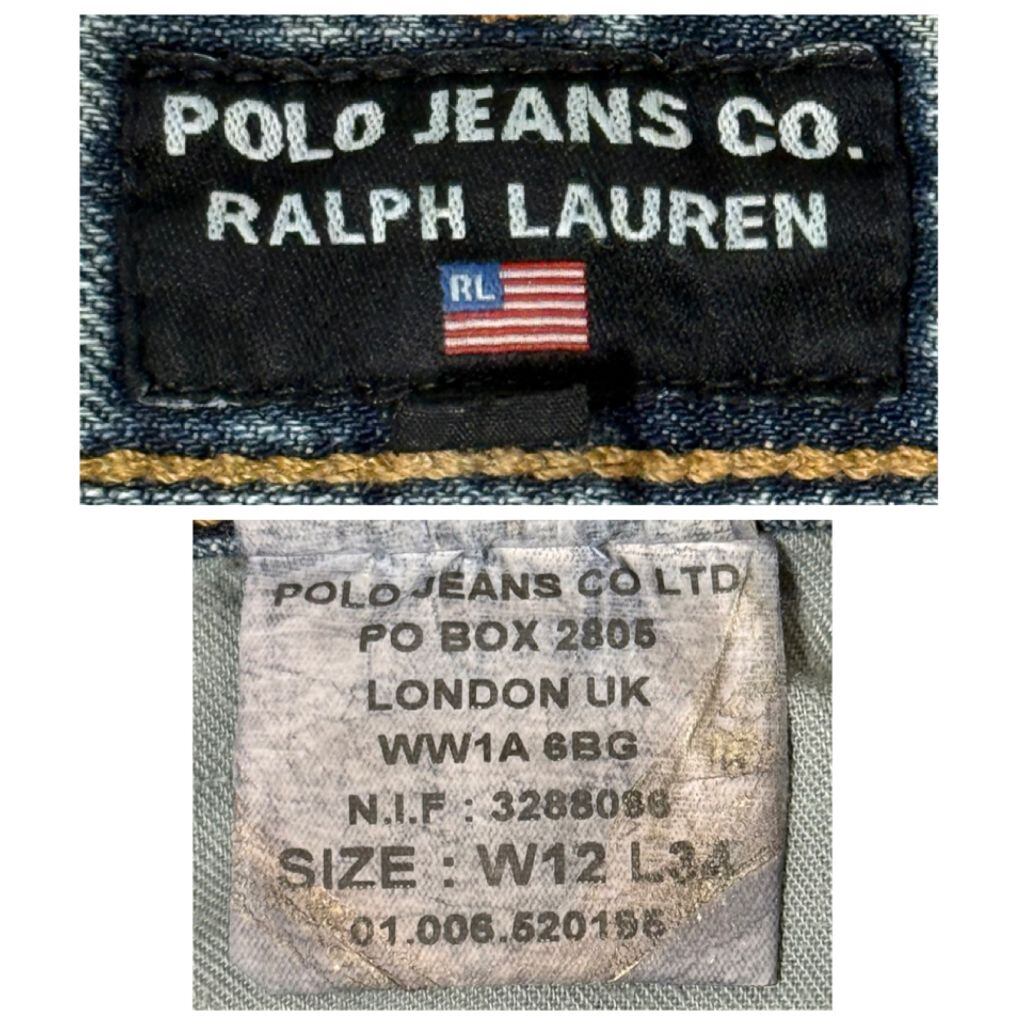 POLO JEANS CO.
RALPH LAUREN
RL
POLO JEANS CO LTD
PO BOX 2805
LONDON UK
WW1A 6BG
N.I.F : 3288086
SIZE : W12 L34
01.006.520195